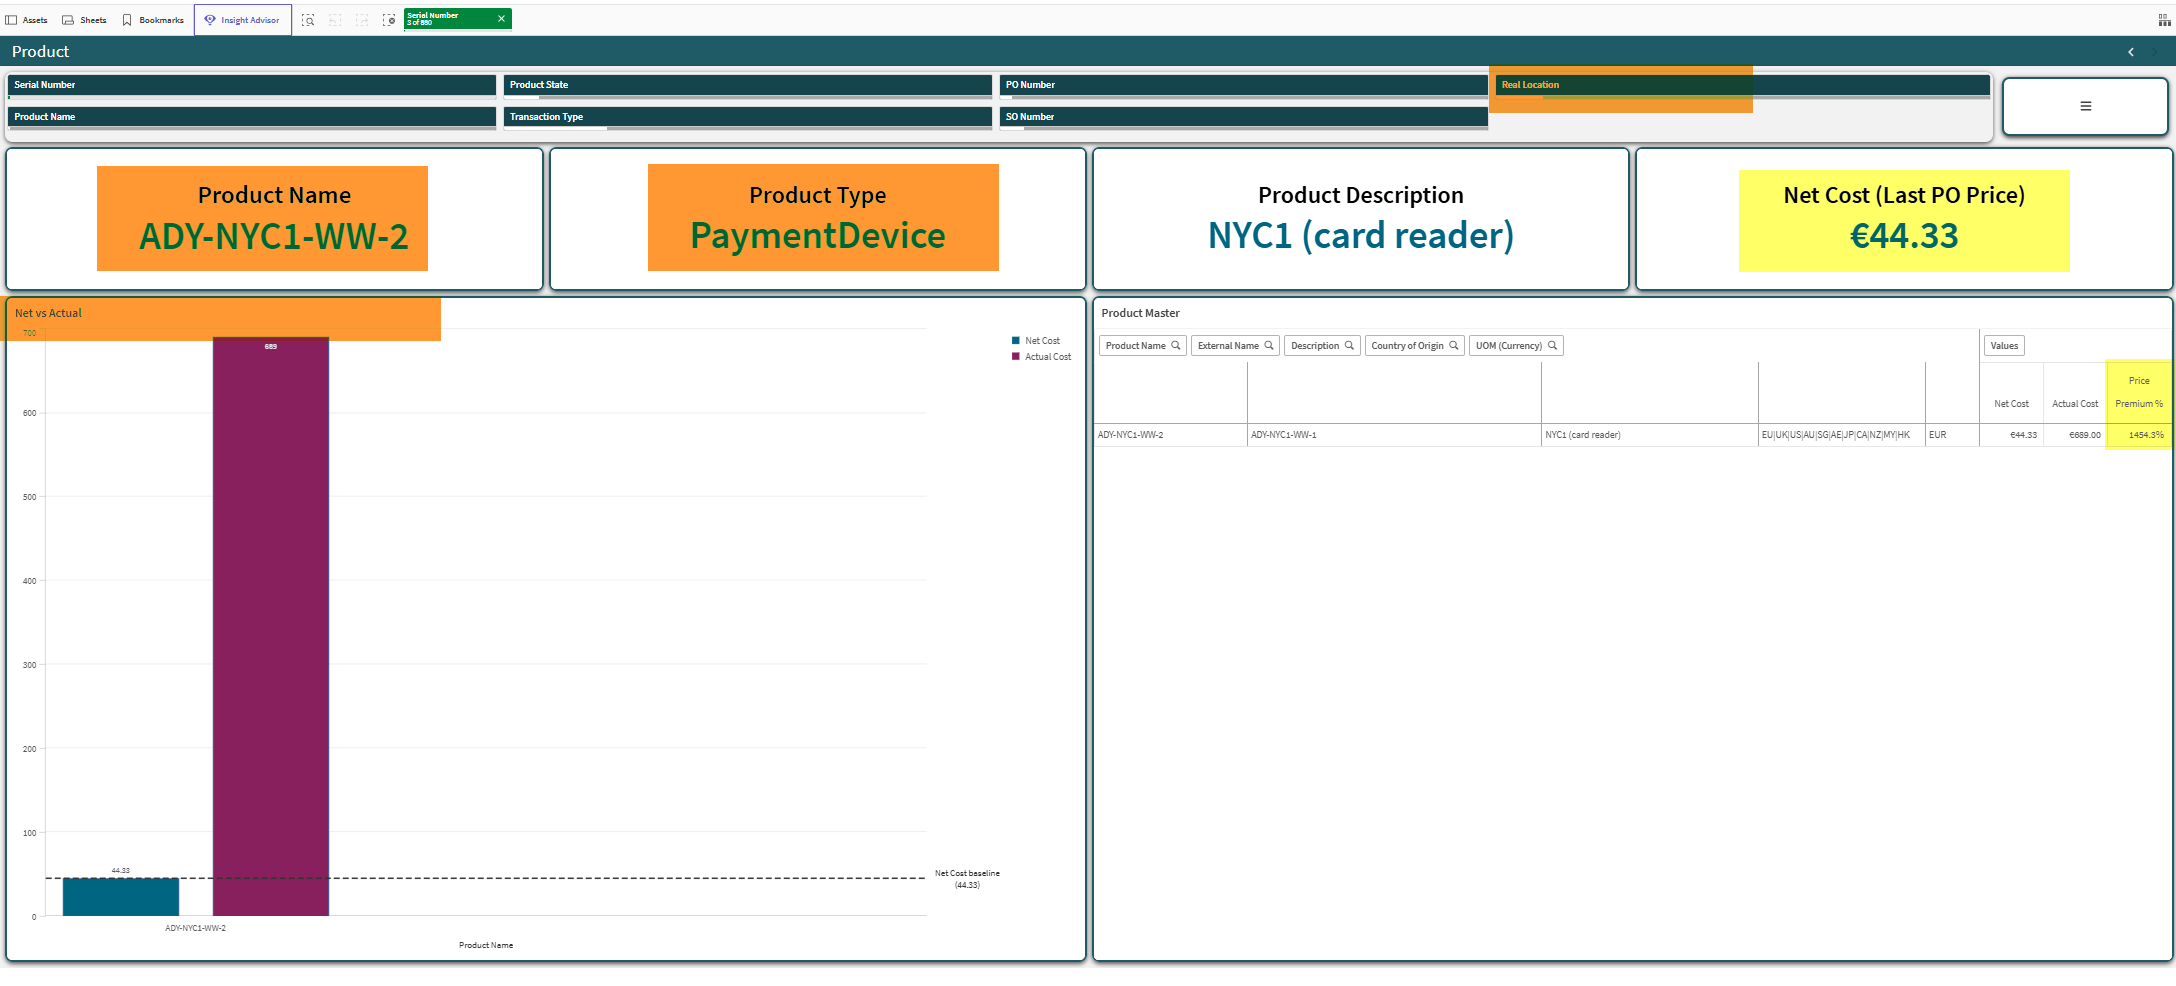 Assets
Sheets
Bookmarks
Insight Advisor
Serial Number
3 of 880
Product
Serial Number
Product State
PO Number
Real Location
Product Name
Transaction Type
SO Number
Product Name
ADY-NYC1-WW-2
Product Type
PaymentDevice
Product Description
NYC1 (card reader)
Net Cost (Last PO Price)
€44.33
Net vs Actual
700
600
500
400
300
200
100
0
689
44.33
Net Cost
Actual Cost
Net Cost baseline
(44.33)
ADY-NYC1-WW-2
Product Name
Product Master
Product Name
External Name
Description
Country of Origin
UOM (Currency)
Values
Net Cost
Actual Cost
Price
Premium %
ADY-NYC1-WW-2
ADY-NYC1-WW-1
NYC1 (card reader)
EU|UK|US|AU|SG|AE|JP|CA|NZ|MY|HK
EUR
€44.33
€689.00
1454.3%